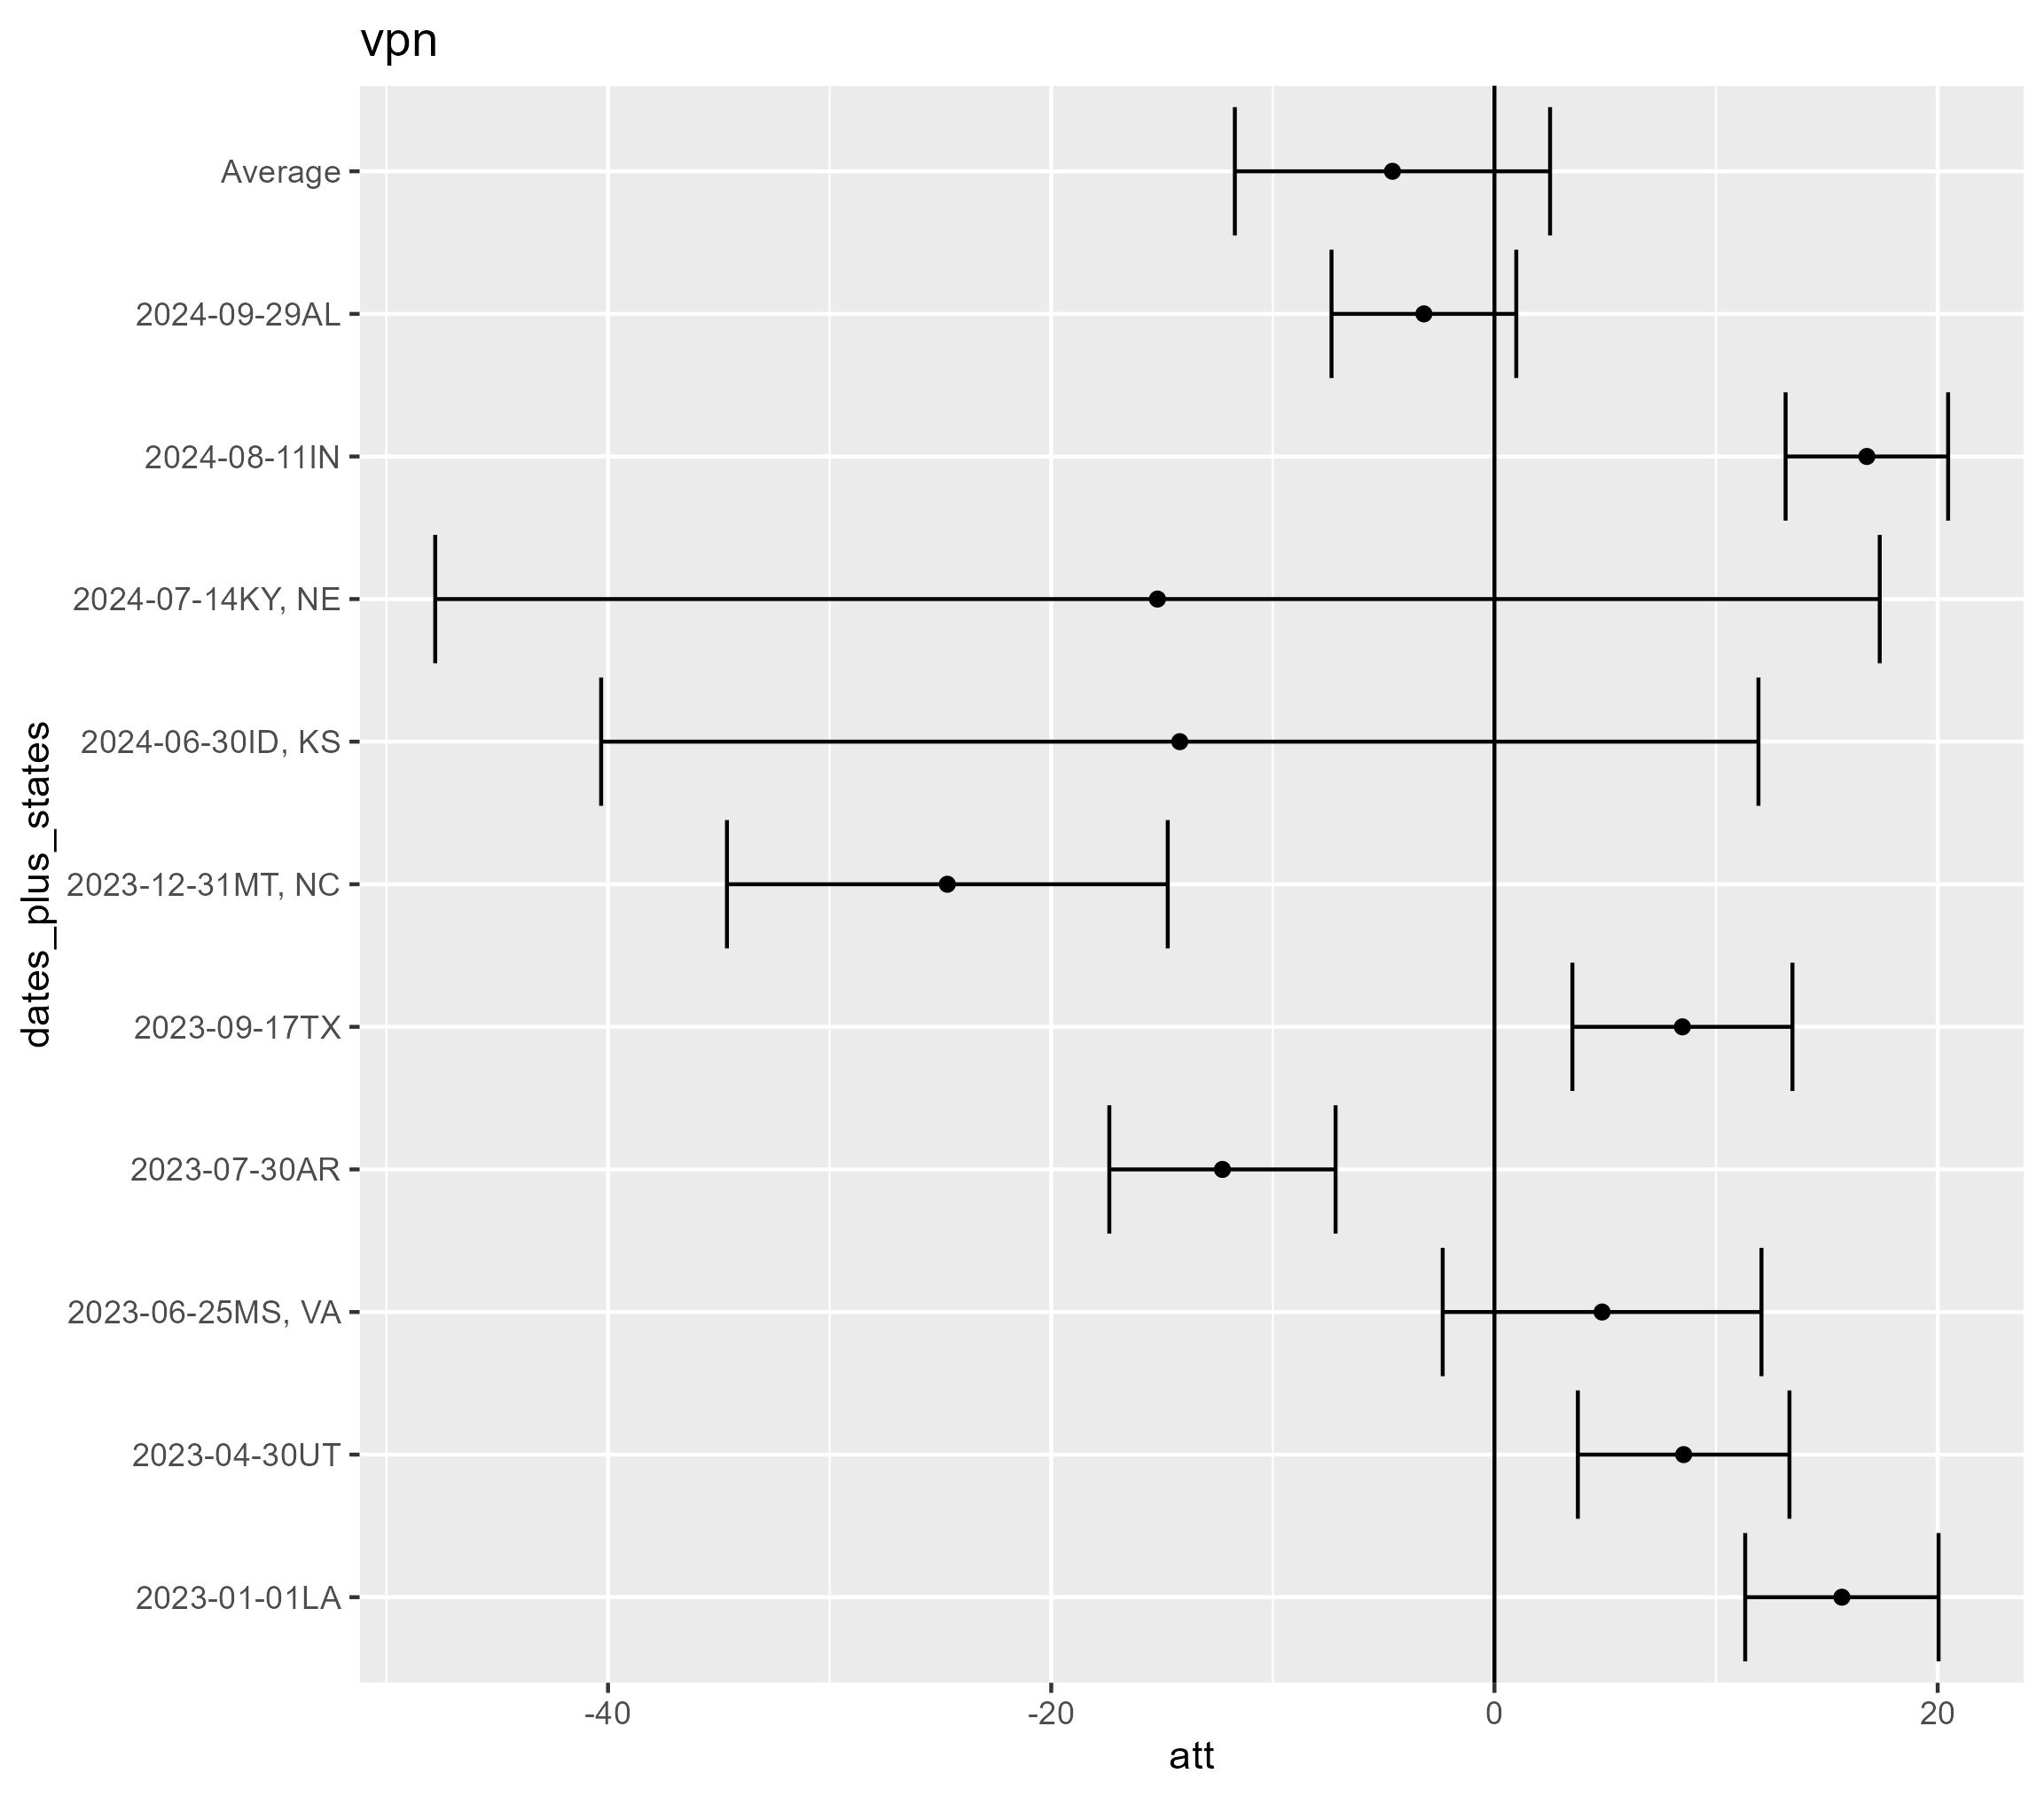 vpn
Average
2024-09-29AL
2024-08-11IN
2024-07-14KY, NE
2024-06-30ID, KS
2023-12-31MT, NC
2023-09-17TX
2023-07-30AR
2023-06-25MS, VA
2023-04-30UT
2023-01-01LA
dates_plus_states
-40 -20 0 20
att